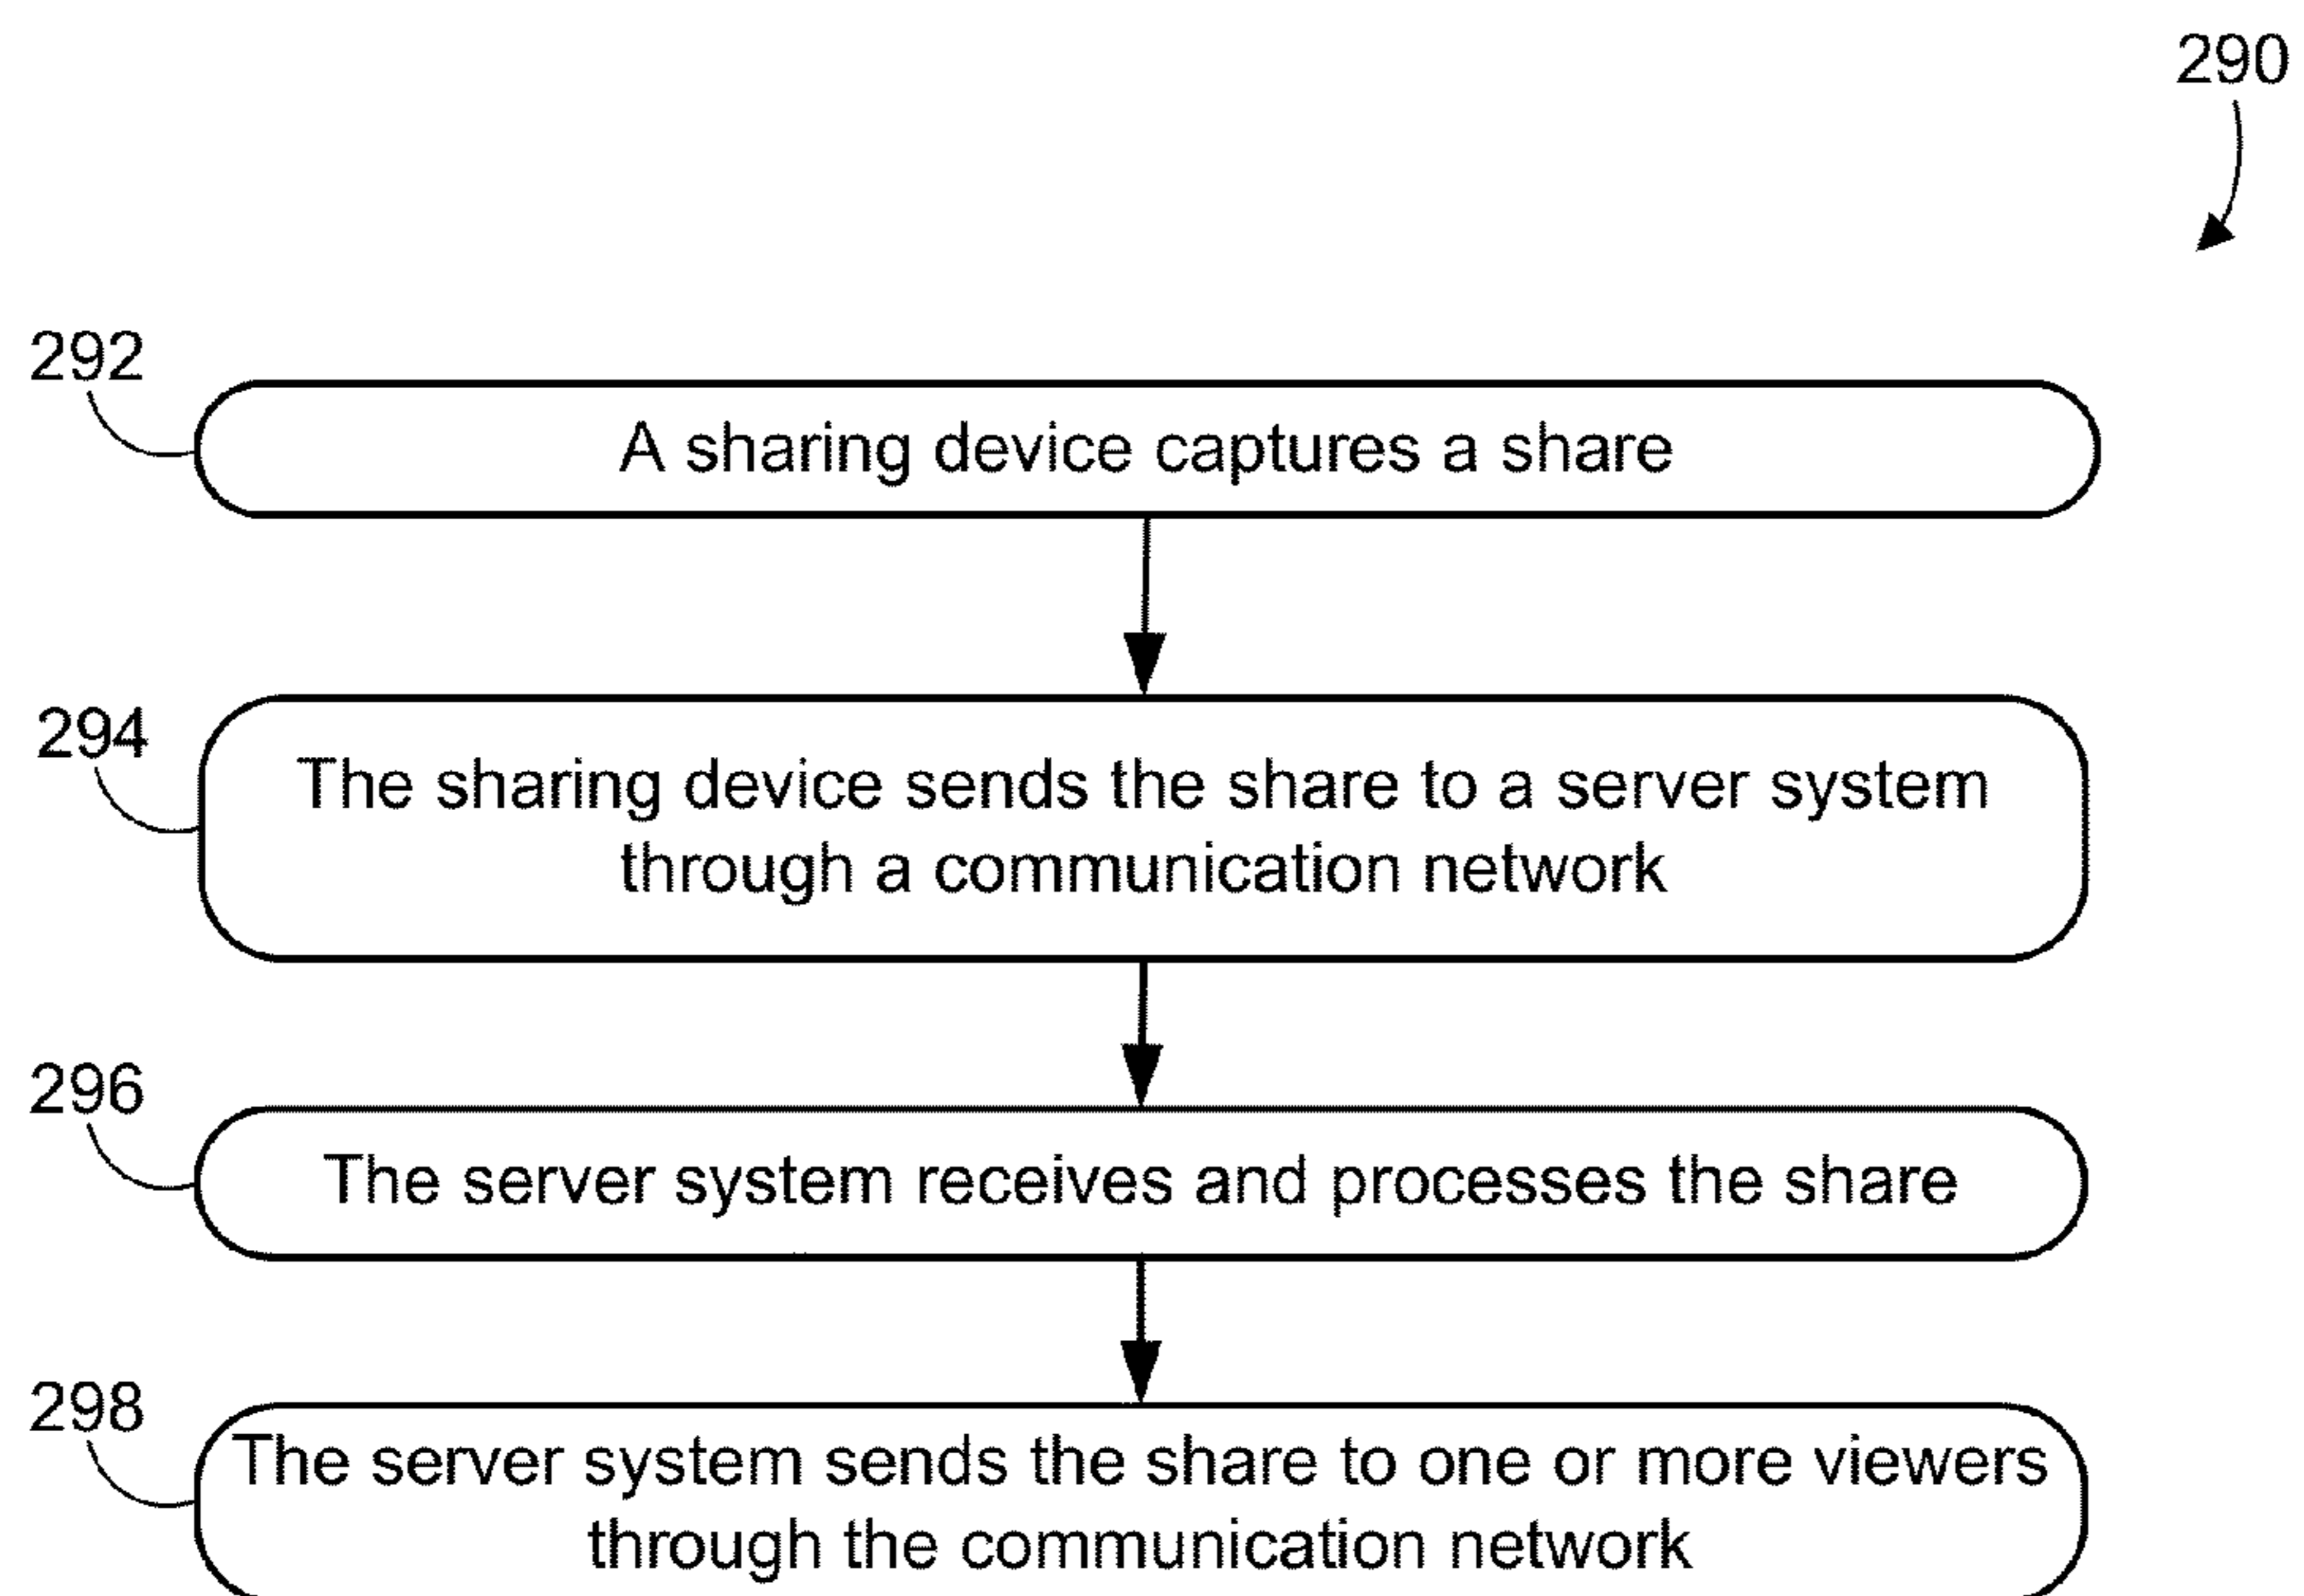 290
292
A sharing device captures a share
294
The sharing device sends the share to a server system
through a communication network
296
The server system receives and processes the share
298
The server system sends the share to one or more viewers
through the communication network